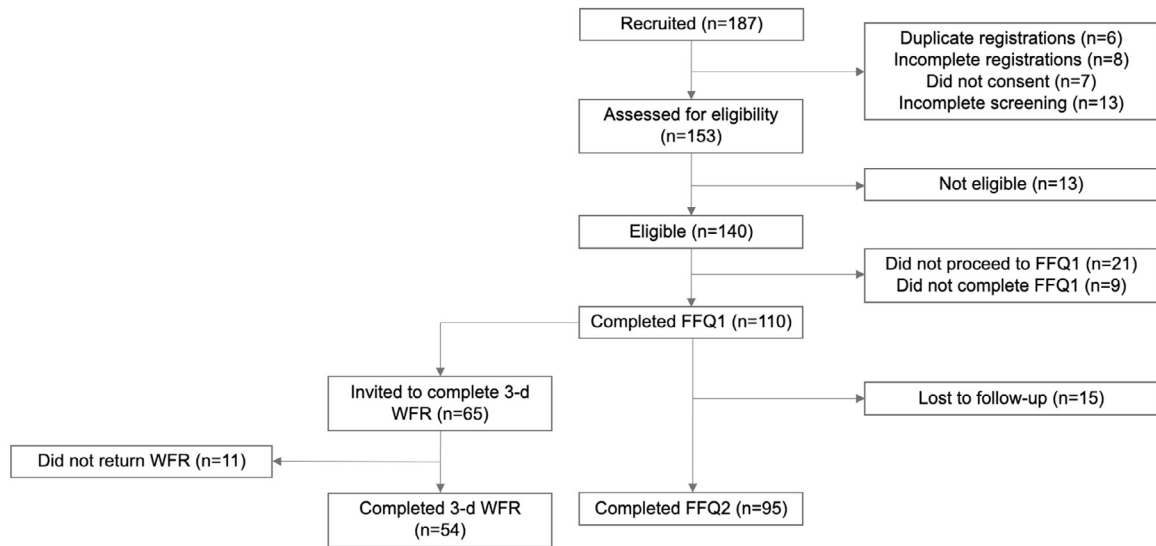 Recruited (n=187)
Duplicate registrations (n=6)
Incomplete registrations (n=8)
Did not consent (n=7)
Incomplete screening (n=13)
Assessed for eligibility
(n=153)
Not eligible (n=13)
Eligible (n=140)
Did not proceed to FFQ1 (n=21)
Did not complete FFQ1 (n=9)
Completed FFQ1 (n=110)
Invited to complete 3-d
WFR (n=65)
Lost to follow-up (n=15)
Did not return WFR (n=11)
Completed 3-d WFR
(n=54)
Completed FFQ2 (n=95)